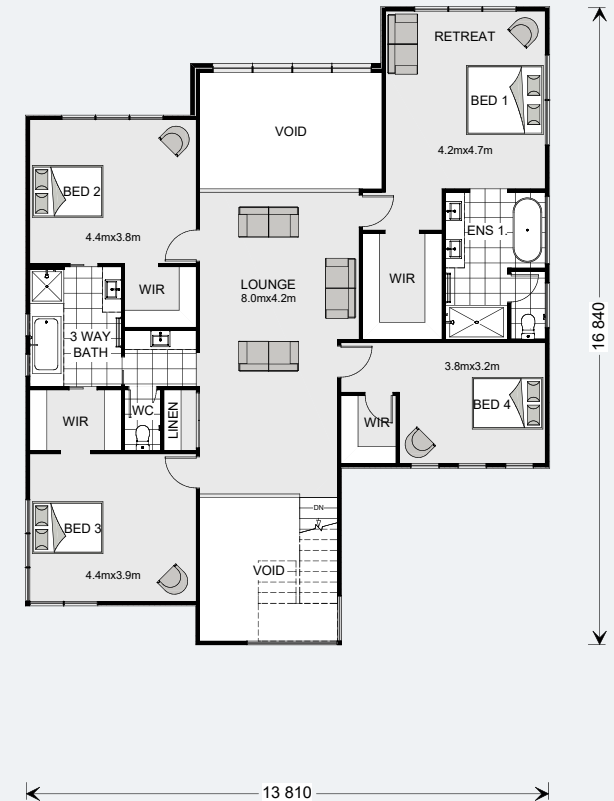 RETREAT
BED 1
4.2mx4.7m
VOID
BED 2
4.4mx3.8m
ENS 1.
WIR
LOUNGE
8.0mx4.2m
WIR
3 WAY
BATH
3.8mx3.2m
BED 4
WIR
WC
LINEN
WIR
DN
BED 3
4.4mx3.9m
VOID
16 840
13 810